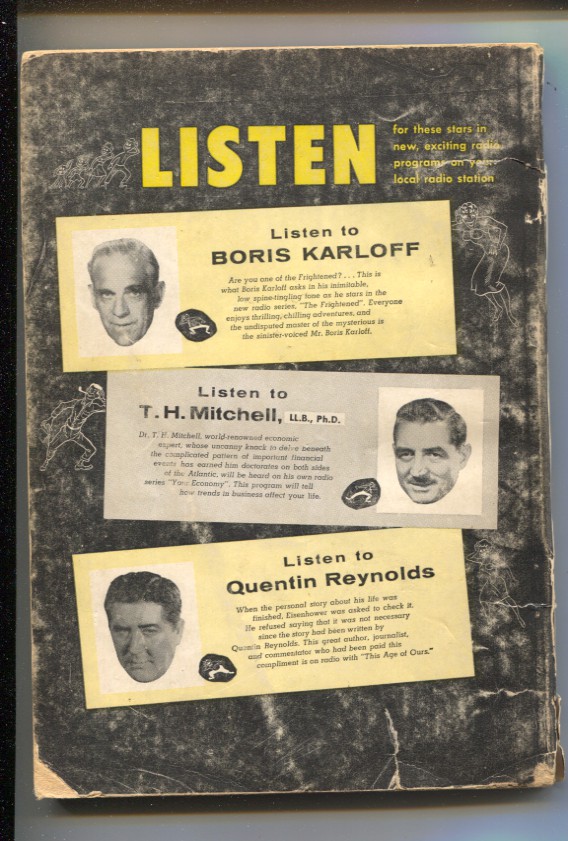 LISTEN
for these stars in
new, exciting radio
programs on your
local radio station
Listen to
BORIS KARLOFF
Are you one of the Frightened? . . . This is
what Boris Karloff asks in his inimitable,
low spine-tingling tone as he stars in the
new radio series, "The Frightened". Everyone
enjoys thrilling, chilling adventures, and
the undisputed master of the mysterious is
the sinister-voiced Mr. Boris Karloff.
Listen to
T. H. Mitchell, LL.B., Ph.D.
Dr. T. H. Mitchell, world-renowned economic
expert, whose uncanny knack to delve beneath
the complicated pattern of important financial
events has earned him doctorates on both sides
of the Atlantic, will be heard on his own radio
series "Your Economy". This program will tell
how trends in business affect your life.
Listen to
Quentin Reynolds
When the personal story about his life was
finished, Eisenhower was asked to check it.
He refused saying that it was not necessary
since the story had been written by
Quentin Reynolds. This great author, journalist,
and commentator who had been paid this
compliment is on radio with "This Age of Ours."